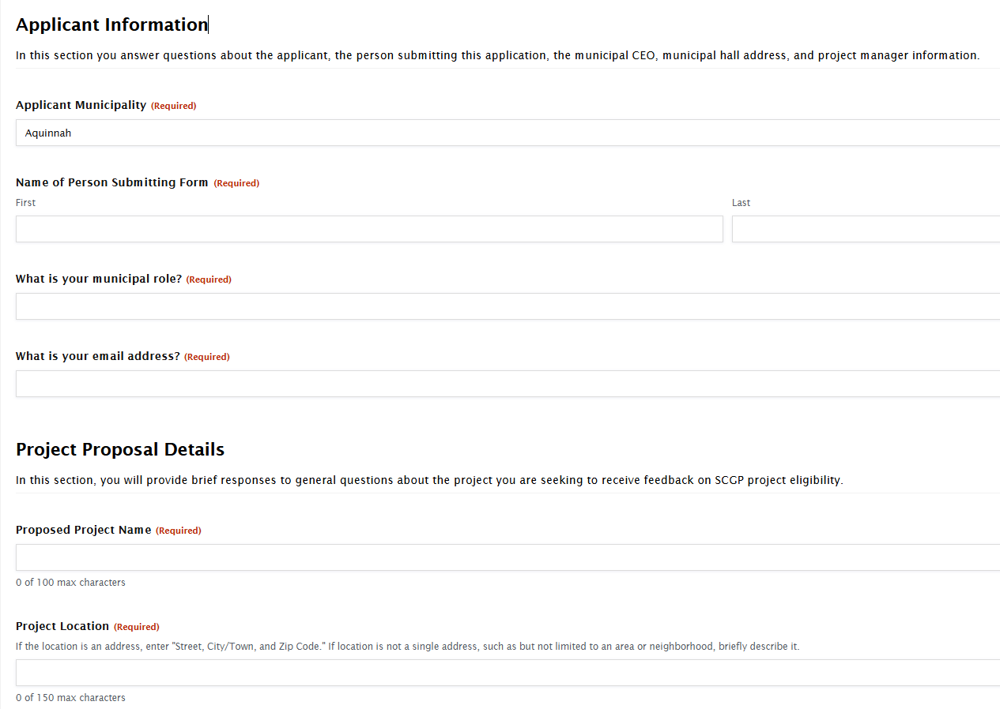 Applicant Information
In this section you answer questions about the applicant, the person submitting this application, the municipal CEO, municipal hall address, and project manager information.
Applicant Municipality (Required)
Aquinnah
Name of Person Submitting Form (Required)
First Last
What is your municipal role? (Required)
What is your email address? (Required)
Project Proposal Details
In this section, you will provide brief responses to general questions about the project you are seeking to receive feedback on SCGP project eligibility.
Proposed Project Name (Required)
0 of 100 max characters
Project Location (Required)
If the location is an address, enter "Street, City/Town, and Zip Code." If location is not a single address, such as but not limited to an area or neighborhood, briefly describe it.
0 of 150 max characters